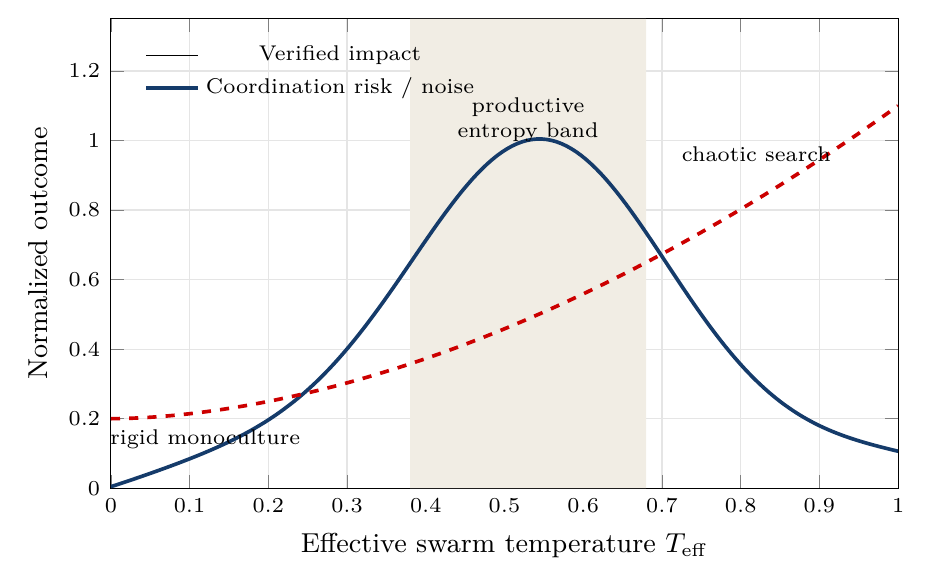 Verified impact
Coordination risk / noise
productive
entropy band
chaotic search
rigid monoculture
Normalized outcome
0
0.2
0.4
0.6
0.8
1
1.2
0
0.1
0.2
0.3
0.4
0.5
0.6
0.7
0.8
0.9
1
Effective swarm temperature T_eff